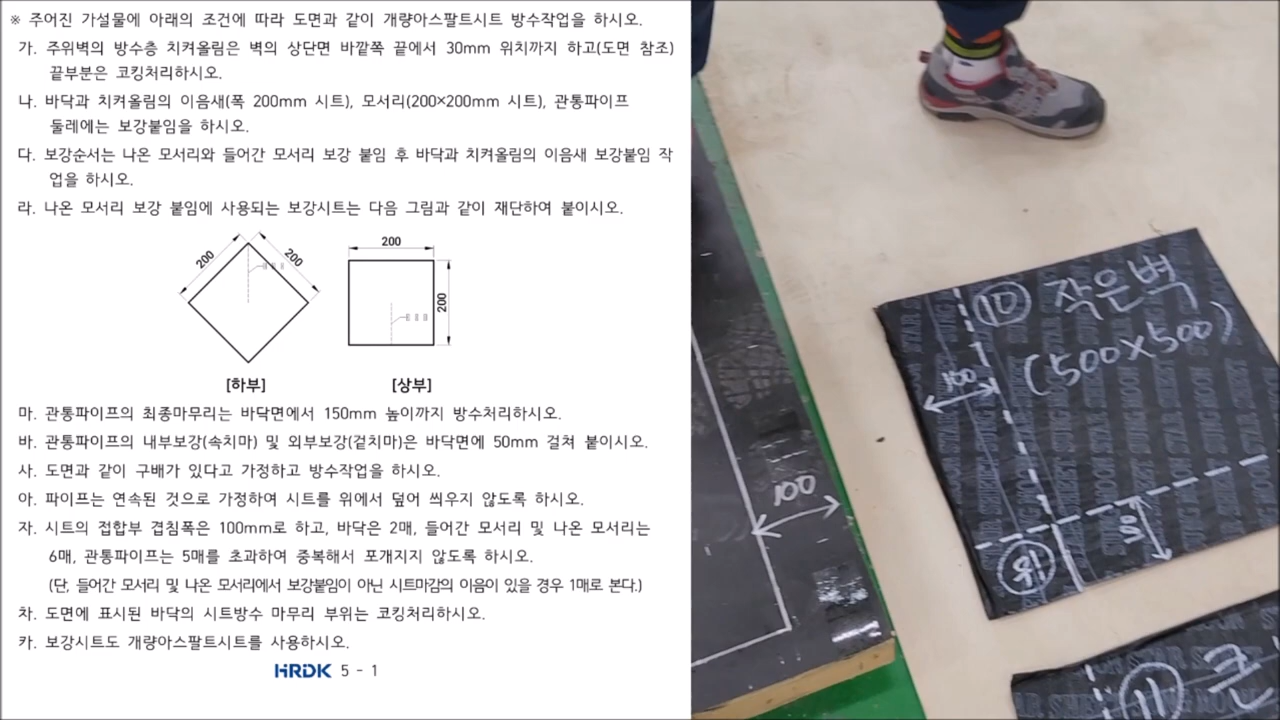 ※ 주어진 가설물에 아래의 조건에 따라 도면과 같이 개량아스팔트시트 방수작업을 하시오.
가. 주위벽의 방수층 치켜올림은 벽의 상단면 바깥쪽 끝에서 30mm 위치까지 하고(도면 참조)
끝부분은 코킹처리하시오.
나. 바닥과 치켜올림의 이음새(폭 200mm 시트), 모서리(200×200mm 시트), 관통파이프
둘레에는 보강붙임을 하시오.
다. 보강순서는 나온 모서리와 들어간 모서리 보강 붙임 후 바닥과 치켜올림의 이음새 보강붙임 작
업을 하시오.
라. 나온 모서리 보강 붙임에 사용되는 보강시트는 다음 그림과 같이 재단하여 붙이시오.
200
200
200
200
[하부]
[상부]
마. 관통파이프의 최종마무리는 바닥면에서 150mm 높이까지 방수처리하시오.
바. 관통파이프의 내부보강(속치마) 및 외부보강(겉치마)은 바닥면에 50mm 걸쳐 붙이시오.
사. 도면과 같이 구배가 있다고 가정하고 방수작업을 하시오.
아. 파이프는 연속된 것으로 가정하여 시트를 위에서 덮어 씌우지 않도록 하시오.
자. 시트의 접합부 겹침폭은 100mm로 하고, 바닥은 2매, 들어간 모서리 및 나온 모서리는
6매, 관통파이프는 5매를 초과하여 중복해서 포개지지 않도록 하시오.
(단, 들어간 모서리 및 나온 모서리에서 보강붙임이 아닌 시트마감의 이음이 있을 경우 1매로 본다.)
차. 도면에 표시된 바닥의 시트방수 마무리 부위는 코킹처리하시오.
카. 보강시트도 개량아스팔트시트를 사용하시오.
HRDK 5 - 1
⑩ 작은벽
(500×500)
100
100
⑪ 큰